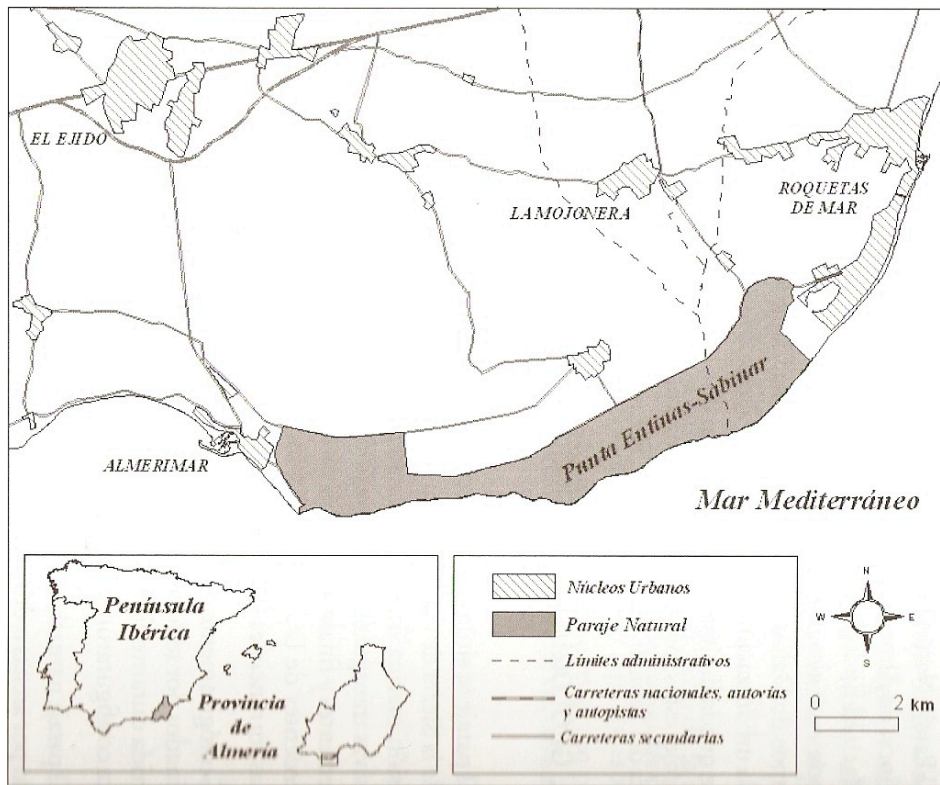 EL EJIDO
LA MOJONERA
ROQUETAS
DE MAR
Punta Entinas-Sabinar
ALMERIMAR
Mar Mediterráneo
Península
Ibérica
Provincia
de
Almería
Núcleos Urbanos
Paraje Natural
Límites administrativos
Carreteras nacionales, autovías
y autopistas
Carreteras secundarias
N
W E
S
0 2 km